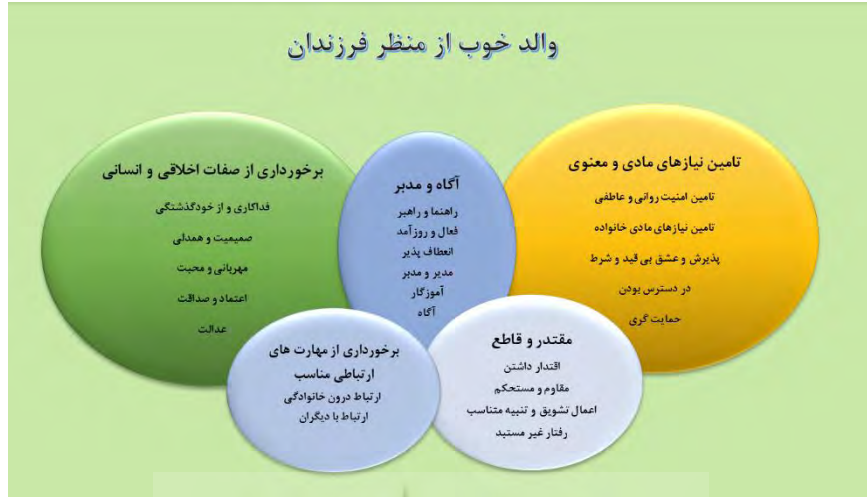 والد خوب از منظر فرزندان
تامین نیازهای مادی و معنوی
تامین امنیت روانی و عاطفی
تامین نیازهای مادی خانواده
پذیرش و عشق بی قید و شرط
در دسترس بودن
حمایت گری
آگاه و مدبر
راهنما و راهبر
فعال و روزآمد
انعطاف پذیر
مدیر و مدبر
آموزگار
آگاه
برخورداری از صفات اخلاقی و انسانی
فداکاری و از خودگذشتگی
صمیمیت و همدلی
مهربانی و محبت
اعتماد و صداقت
عدالت
مقتدر و قاطع
اقتدار داشتن
مقاوم و مستحکم
اعمال تشویق و تنبیه متناسب
رفتار غیر مستبد
برخورداری از مهارت های
ارتباطی مناسب
ارتباط درون خانوادگی
ارتباط با دیگران